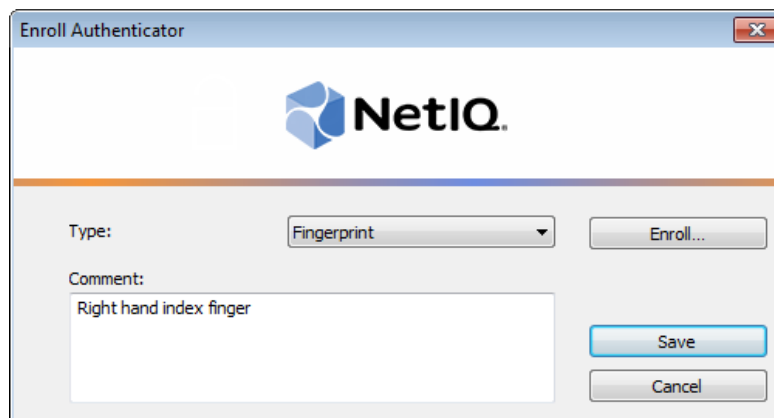 Enroll Authenticator
NetIQ.
Type:
Fingerprint
Enroll...
Comment:
Right hand index finger
Save
Cancel